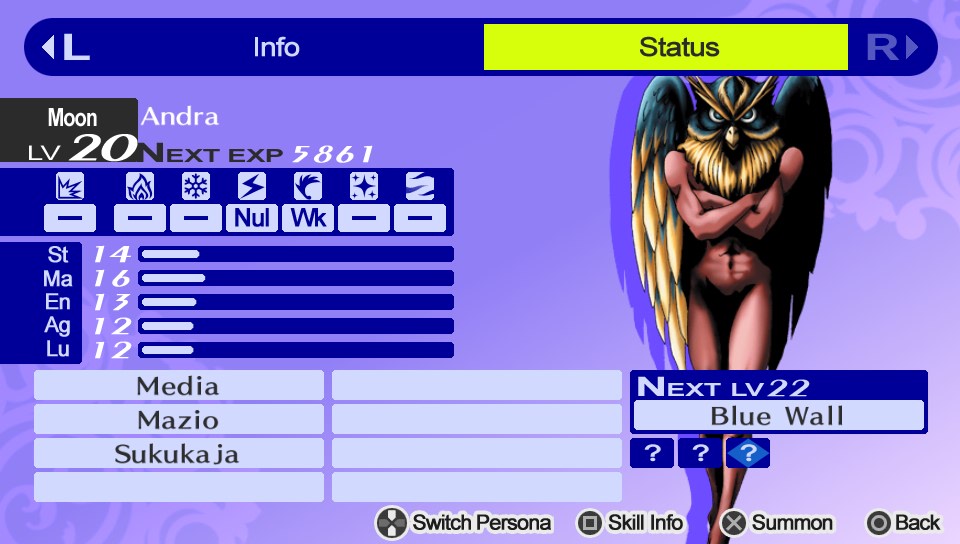 L Info Status R
Moon Andra
LV 20 NEXT EXP 5861
– – – Nul Wk – –
St 14
Ma 16
En 13
Ag 12
Lu 12
Media
Mazio
Sukukaja
NEXT LV22
Blue Wall
? ? ?
Switch Persona Skill Info Summon Back